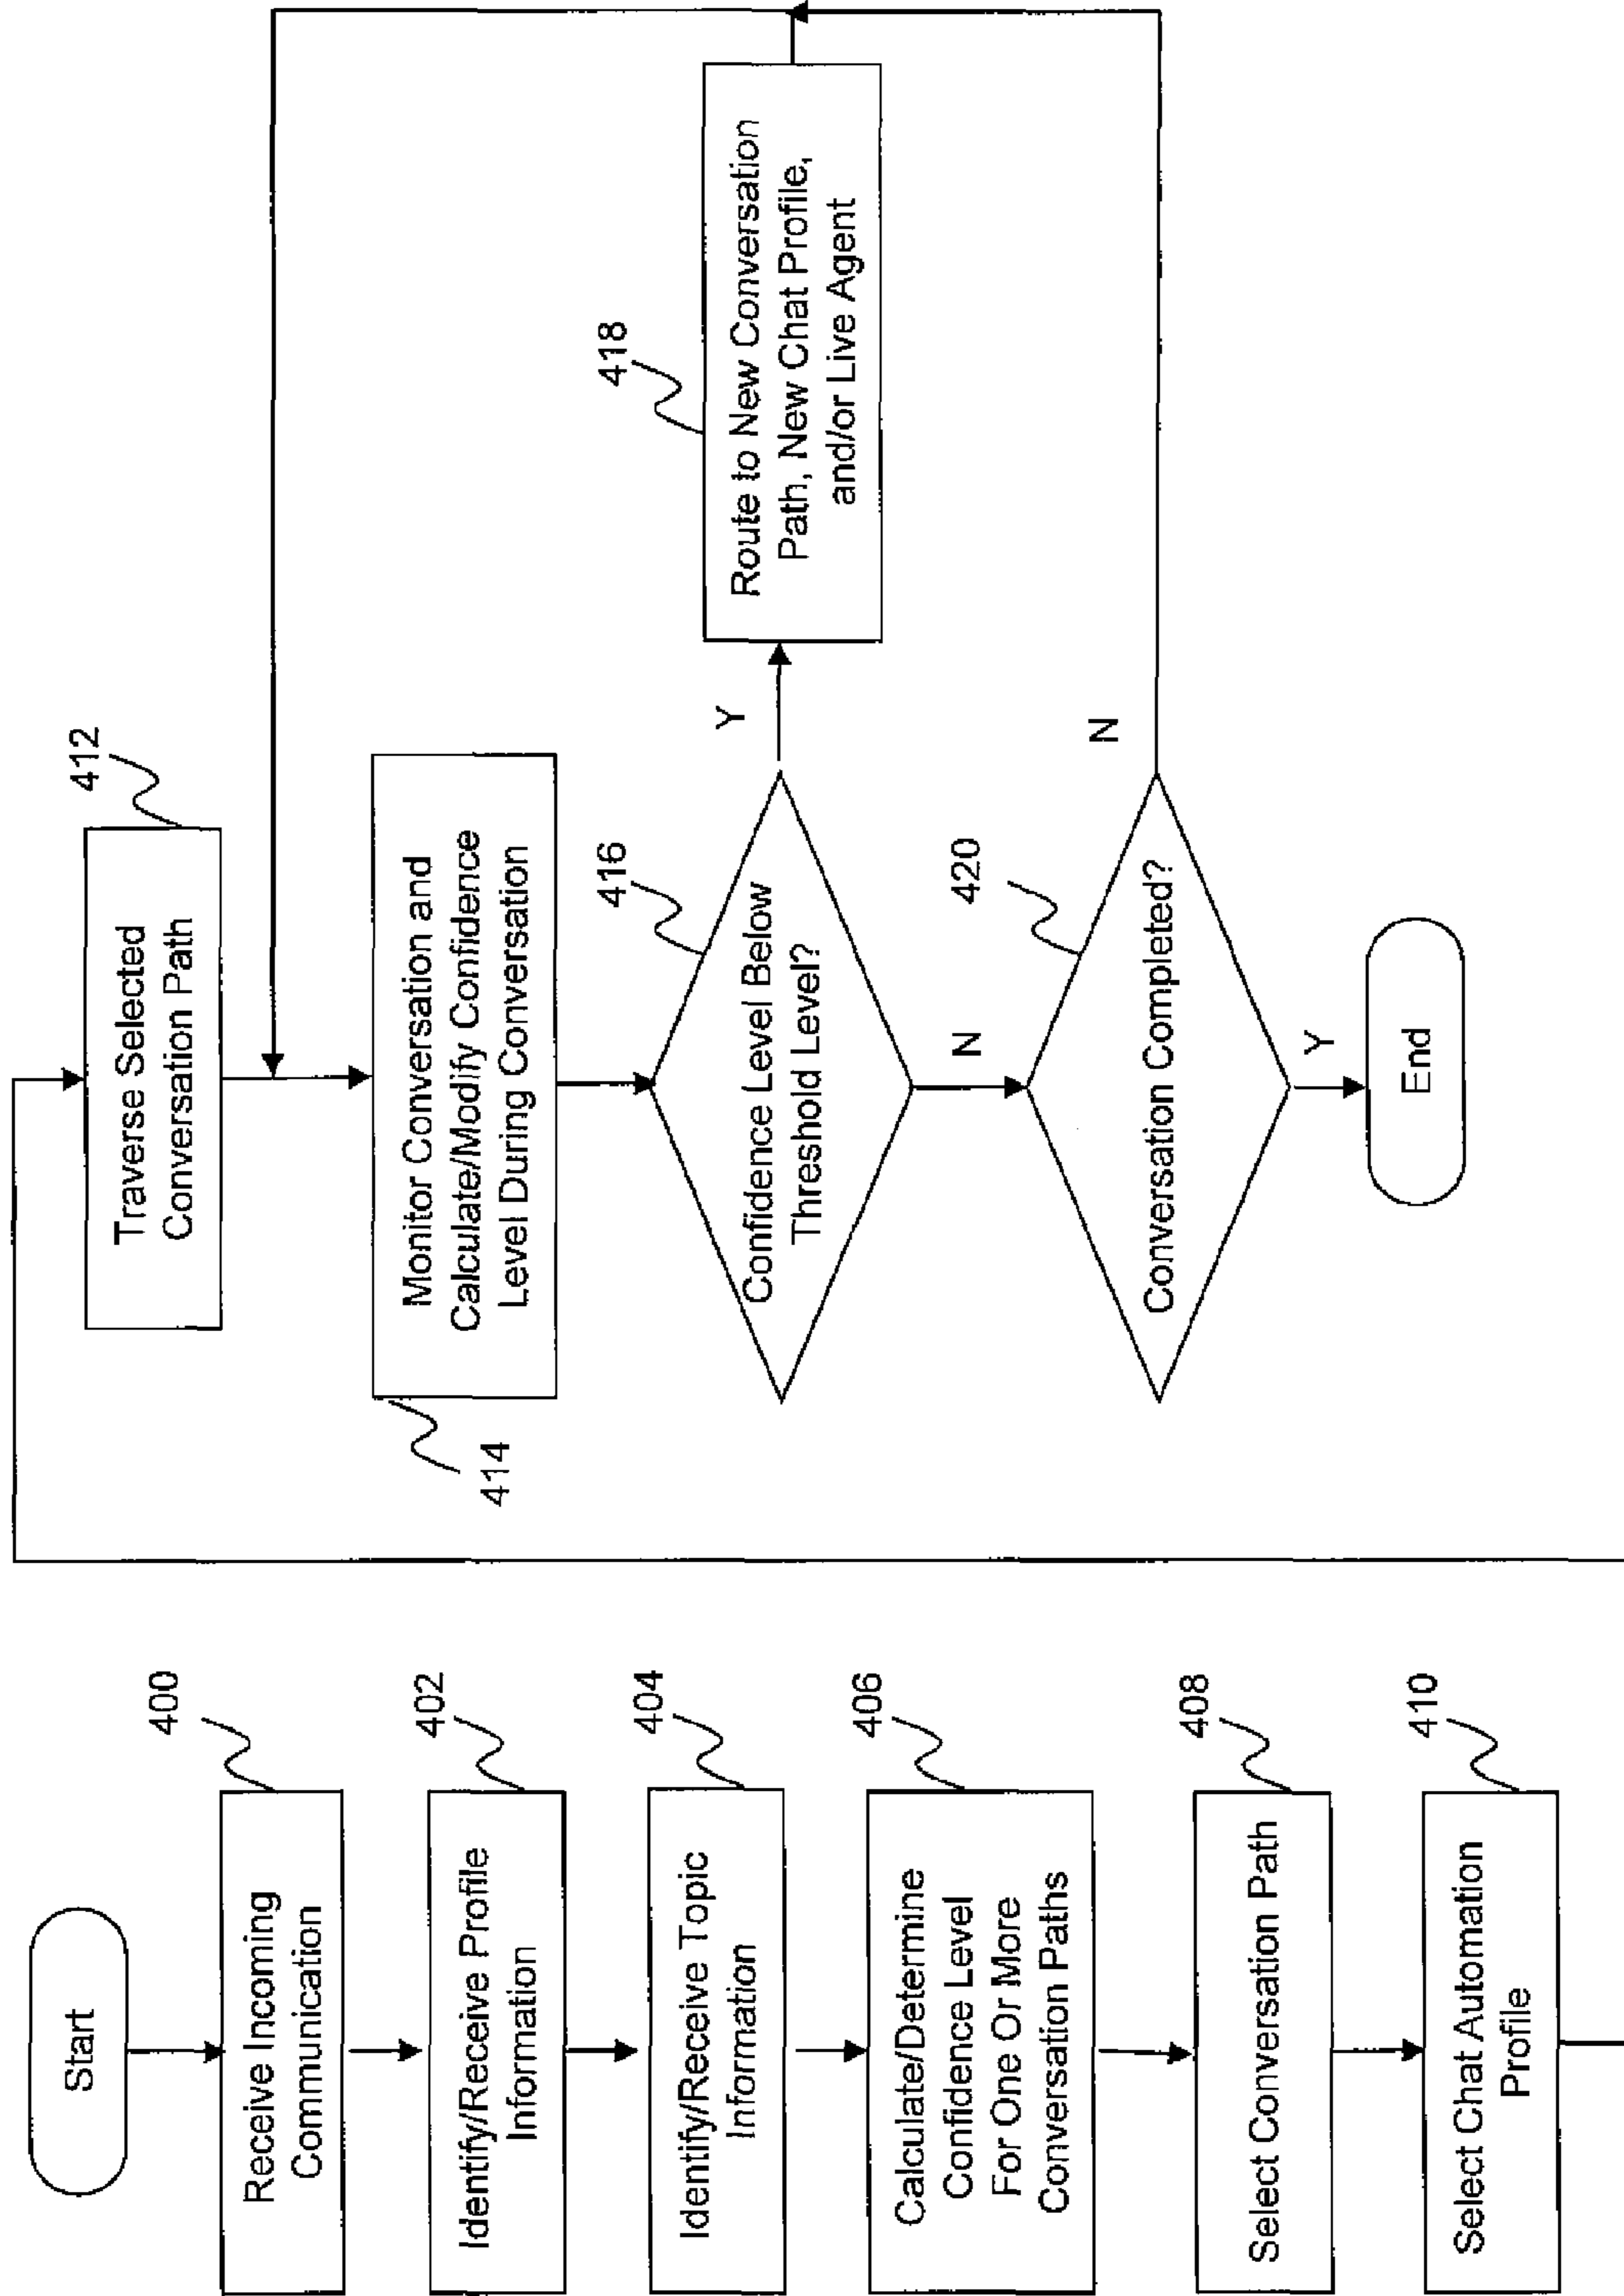 Start
400
Receive Incoming
Communication
402
Identify/Receive Profile
Information
404
Identify/Receive Topic
Information
406
Calculate/Determine
Confidence Level
For One Or More
Conversation Paths
408
Select Conversation Path
410
Select Chat Automation
Profile
412
Traverse Selected
Conversation Path
414
Monitor Conversation and
Calculate/Modify Confidence
Level During Conversation
416
Confidence Level Below
Threshold Level?
Y
418
Route to New Conversation
Path, New Chat Profile,
and/or Live Agent
N
420
Conversation Completed?
N
Y
End